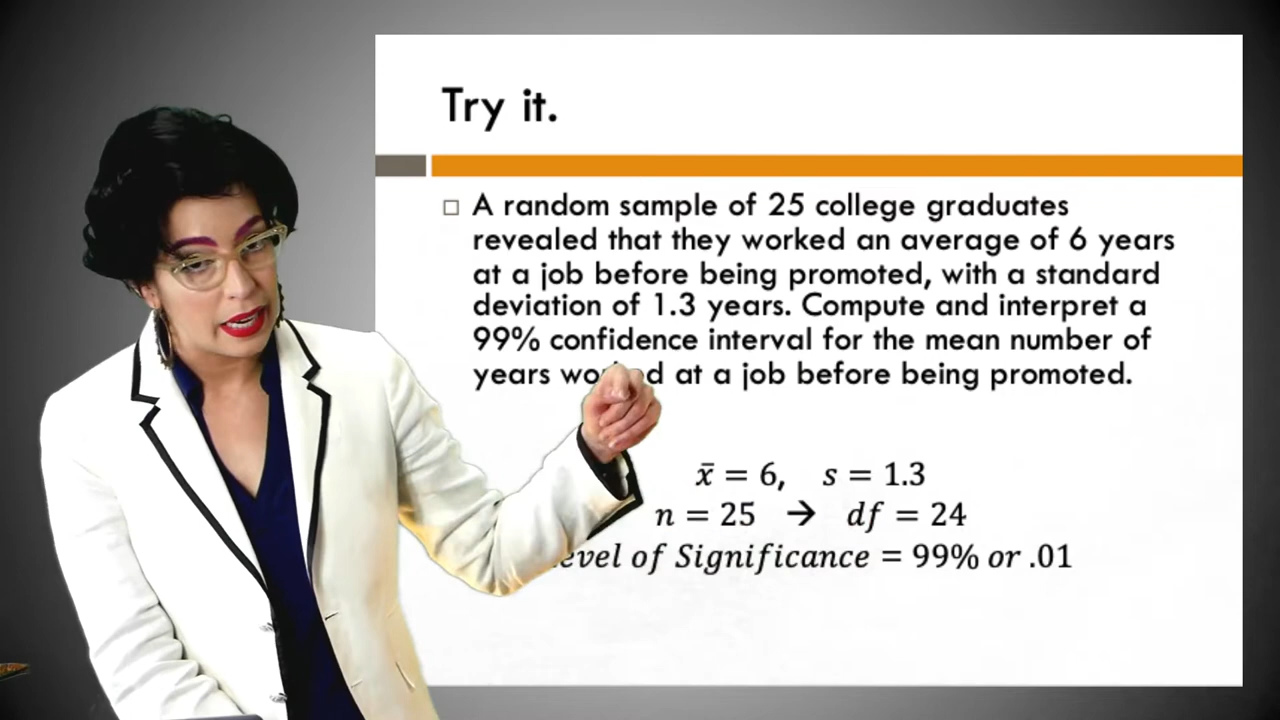 Try it.
A random sample of 25 college graduates
revealed that they worked an average of 6 years
at a job before being promoted, with a standard
deviation of 1.3 years. Compute and interpret a
99% confidence interval for the mean number of
years at a job before being promoted.
x̄ = 6, s = 1.3
n = 25 → df = 24
of Significance = 99% or .01